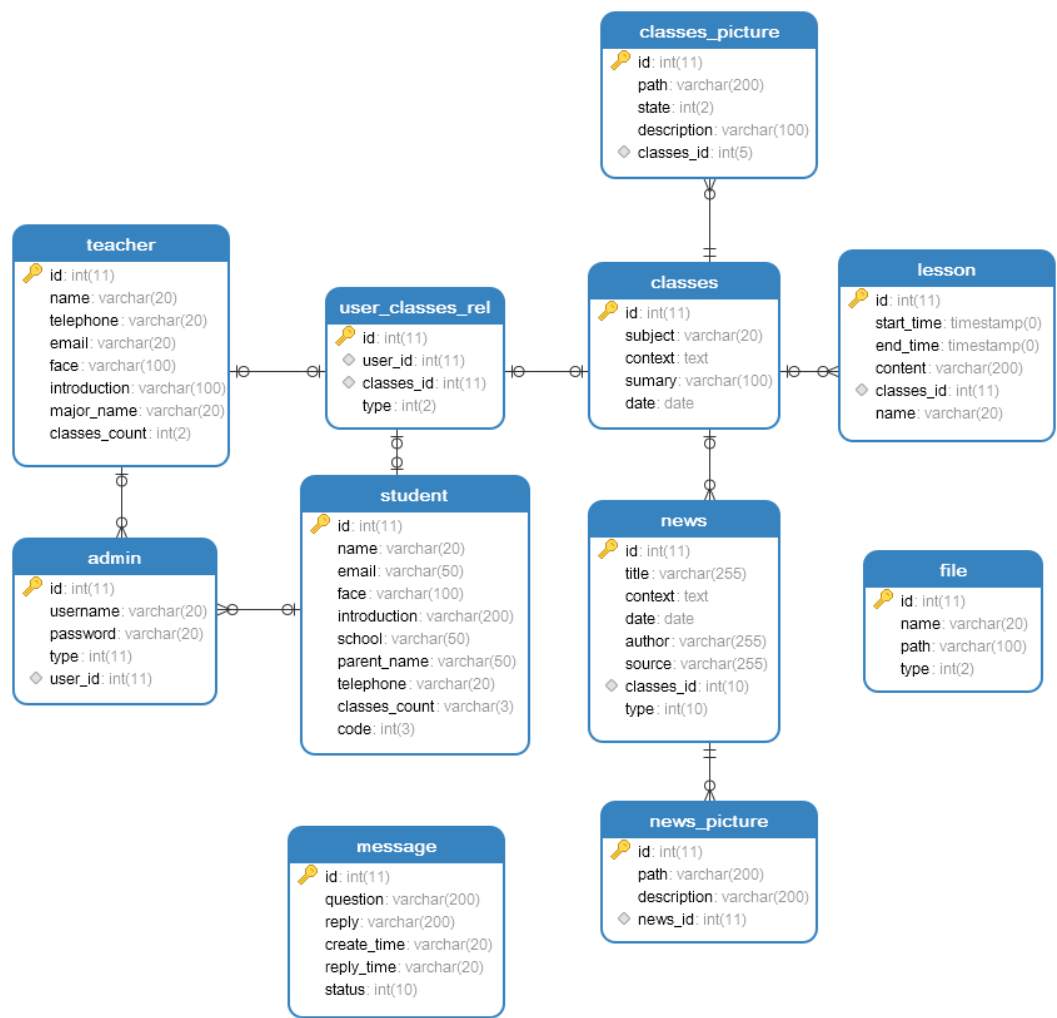 classes_picture
id: int(11)
path: varchar(200)
state: int(2)
description: varchar(100)
classes_id: int(5)
teacher
id: int(11)
name: varchar(20)
telephone: varchar(20)
email: varchar(20)
face: varchar(100)
introduction: varchar(100)
major_name: varchar(20)
classes_count: int(2)
user_classes_rel
id: int(11)
user_id: int(11)
classes_id: int(11)
type: int(2)
classes
id: int(11)
subject: varchar(20)
context: text
sumary: varchar(100)
date: date
lesson
id: int(11)
start_time: timestamp(0)
end_time: timestamp(0)
content: varchar(200)
classes_id: int(11)
name: varchar(20)
admin
id: int(11)
username: varchar(20)
password: varchar(20)
type: int(11)
user_id: int(11)
student
id: int(11)
name: varchar(20)
email: varchar(50)
face: varchar(100)
introduction: varchar(200)
school: varchar(50)
parent_name: varchar(50)
telephone: varchar(20)
classes_count: varchar(3)
code: int(3)
news
id: int(11)
title: varchar(255)
context: text
date: date
author: varchar(255)
source: varchar(255)
classes_id: int(10)
type: int(10)
file
id: int(11)
name: varchar(20)
path: varchar(100)
type: int(2)
message
id: int(11)
question: varchar(200)
reply: varchar(200)
create_time: varchar(20)
reply_time: varchar(20)
status: int(10)
news_picture
id: int(11)
path: varchar(200)
description: varchar(200)
news_id: int(11)